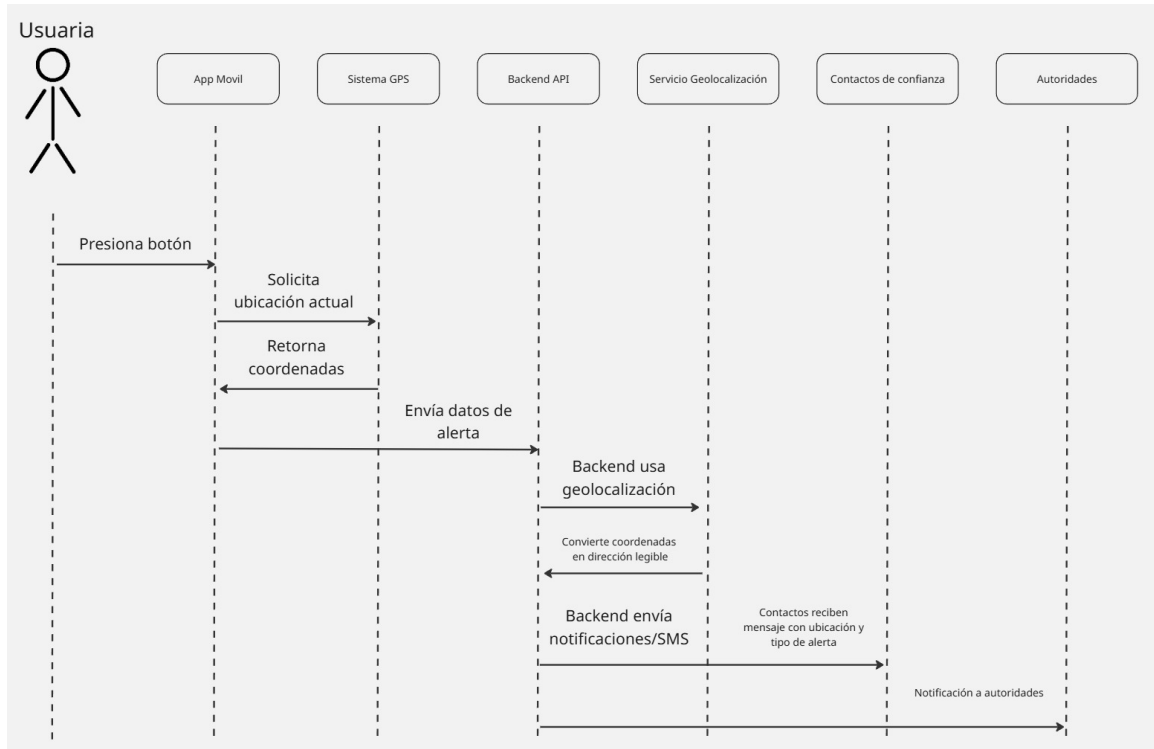 Usuaria
App Movil
Sistema GPS
Backend API
Servicio Geolocalización
Contactos de confianza
Autoridades
Presiona botón
Solicita
ubicación actual
Retorna
coordenadas
Envía datos de
alerta
Backend usa
geolocalización
Convierte coordenadas
en dirección legible
Backend envía
notificaciones/SMS
Contactos reciben
mensaje con ubicación y
tipo de alerta
Notificación a autoridades